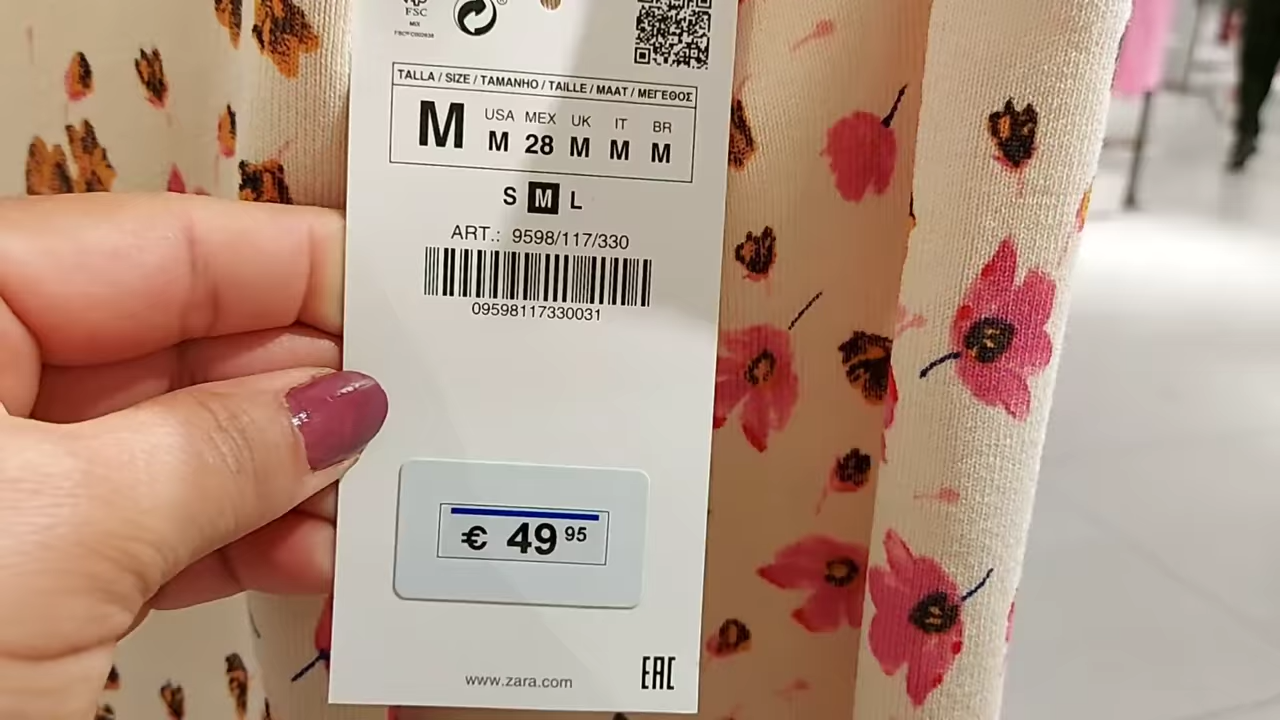 FSC
MIX
®
TALLA / SIZE / TAMANHO / TAILLE / MAAT / ΜΕΓΕΘΟΣ
M
USA MEX UK IT BR
M 28 M M M
S M L
ART.: 9598/117/330
09598117330031
€ 49 95
www.zara.com
EAC